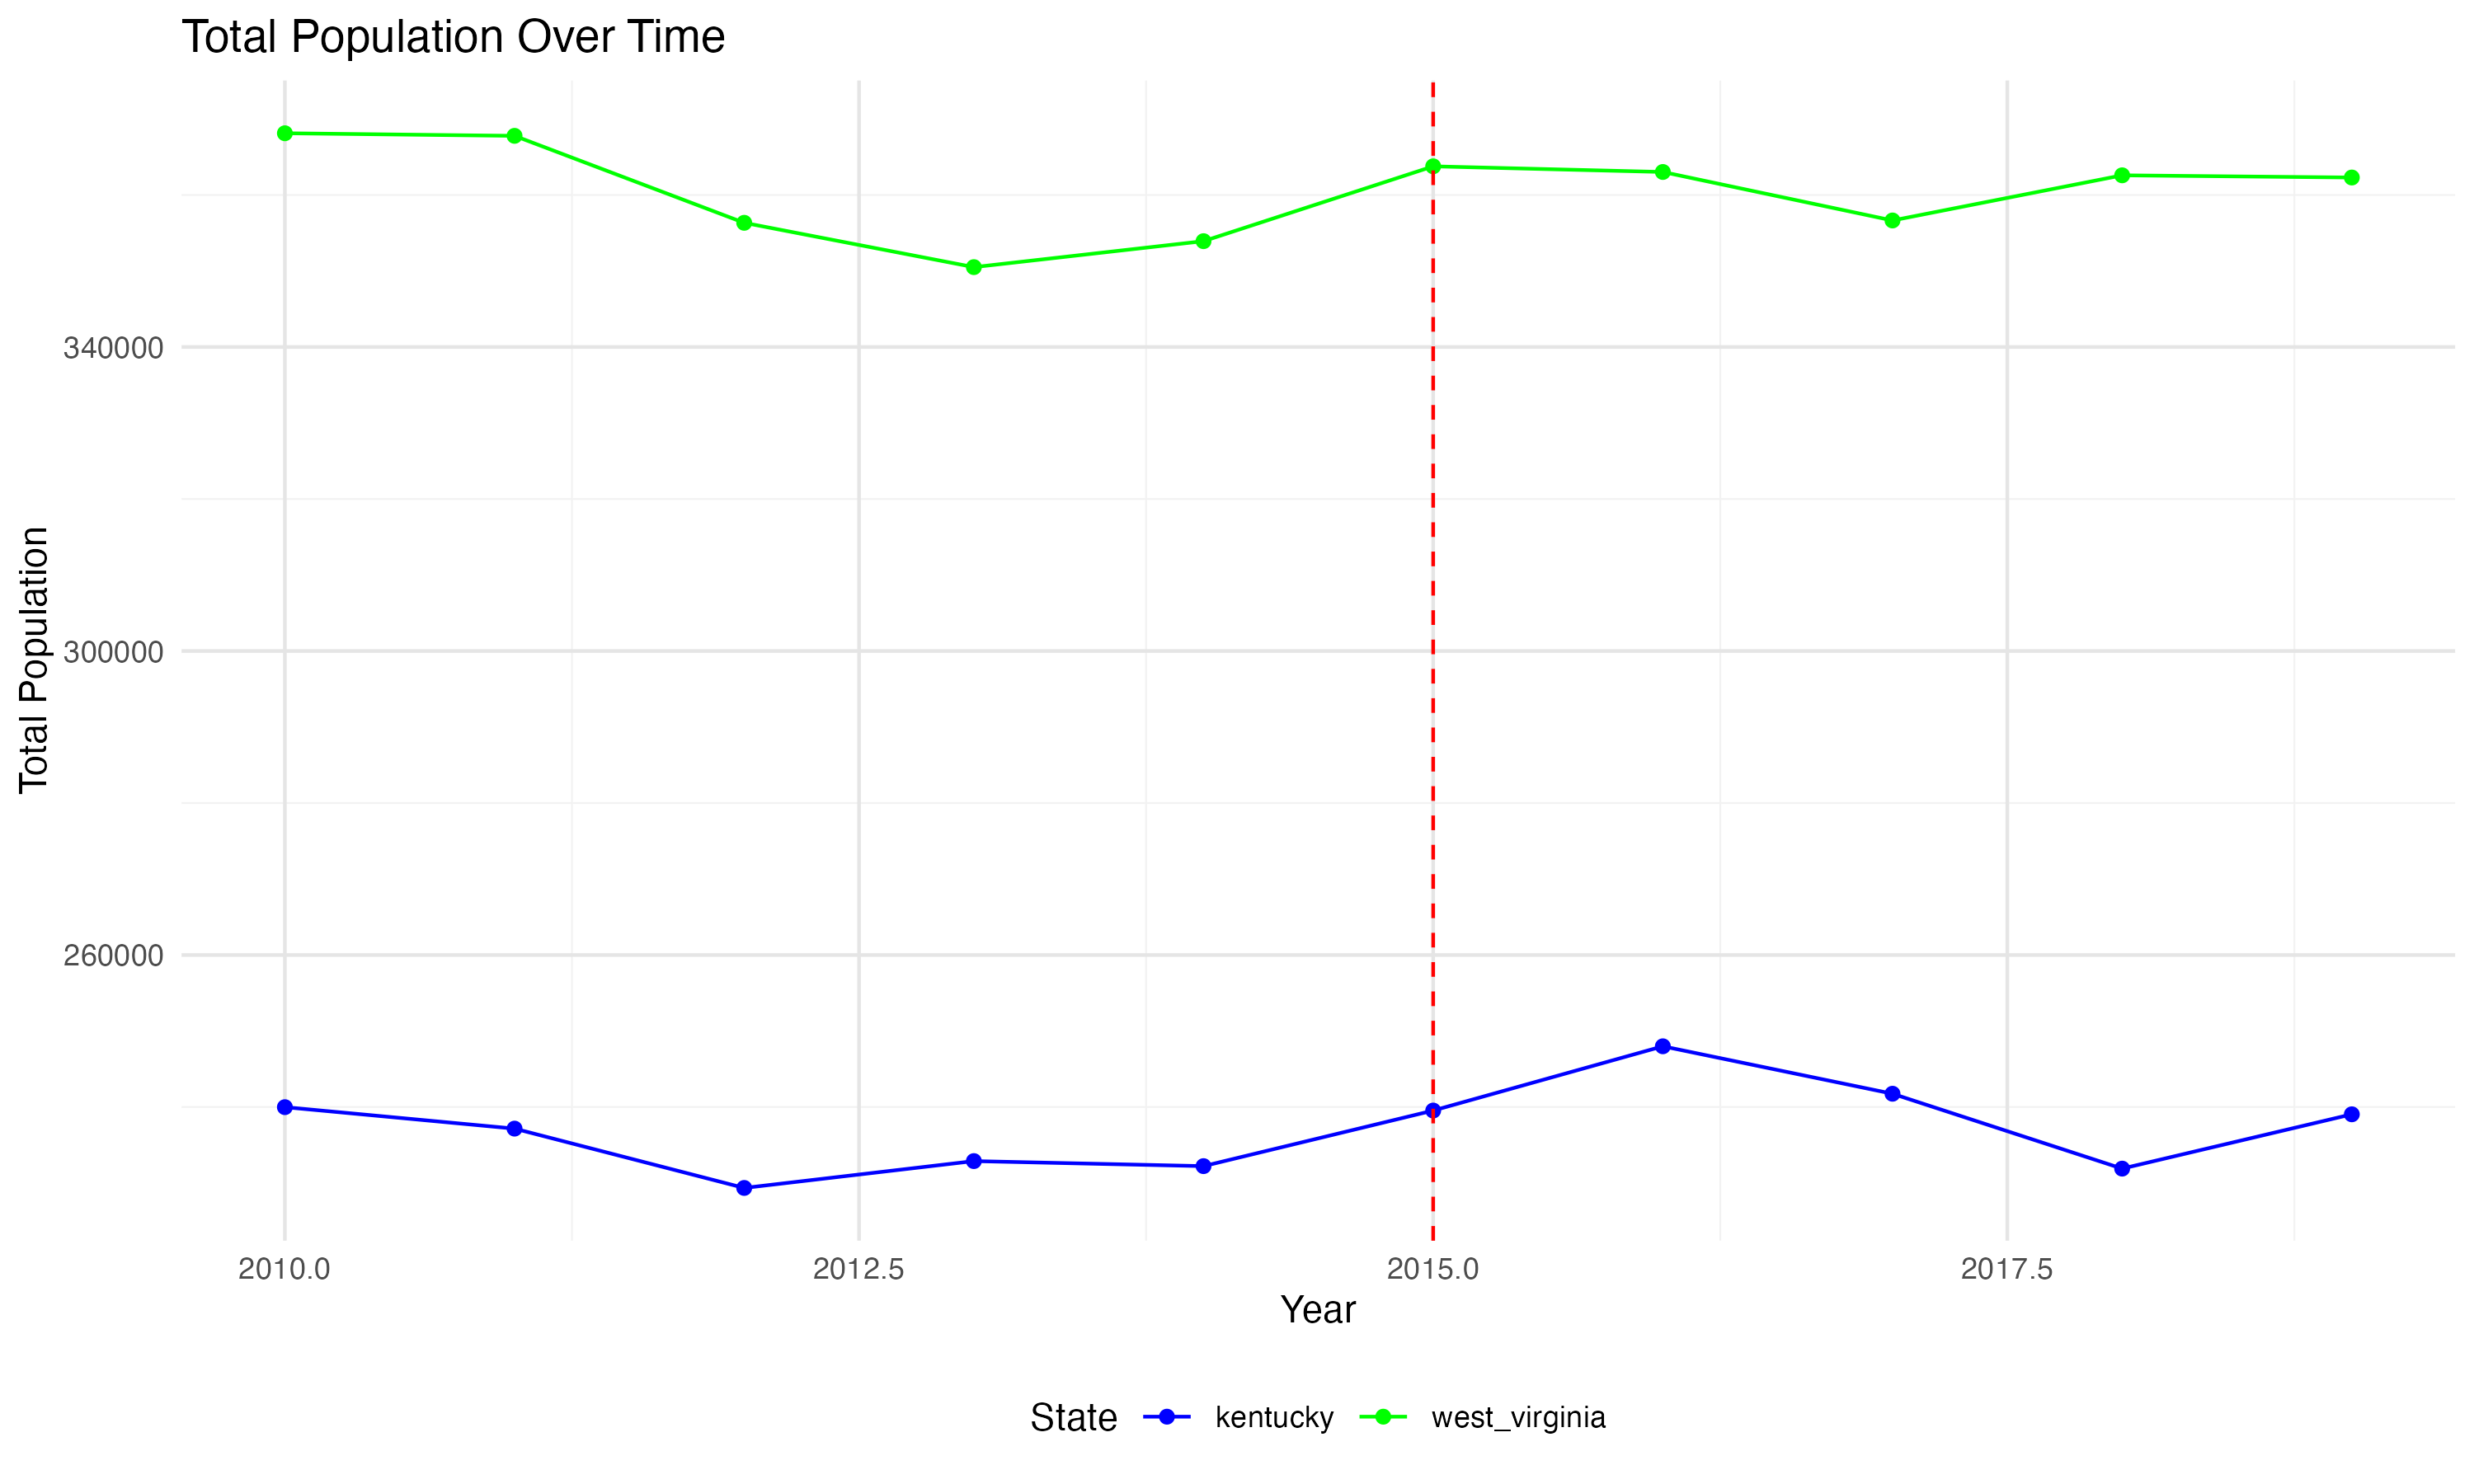 Total Population Over Time
Total Population
340000
300000
260000
2010.0 2012.5 2015.0 2017.5
Year
State kentucky west_virginia